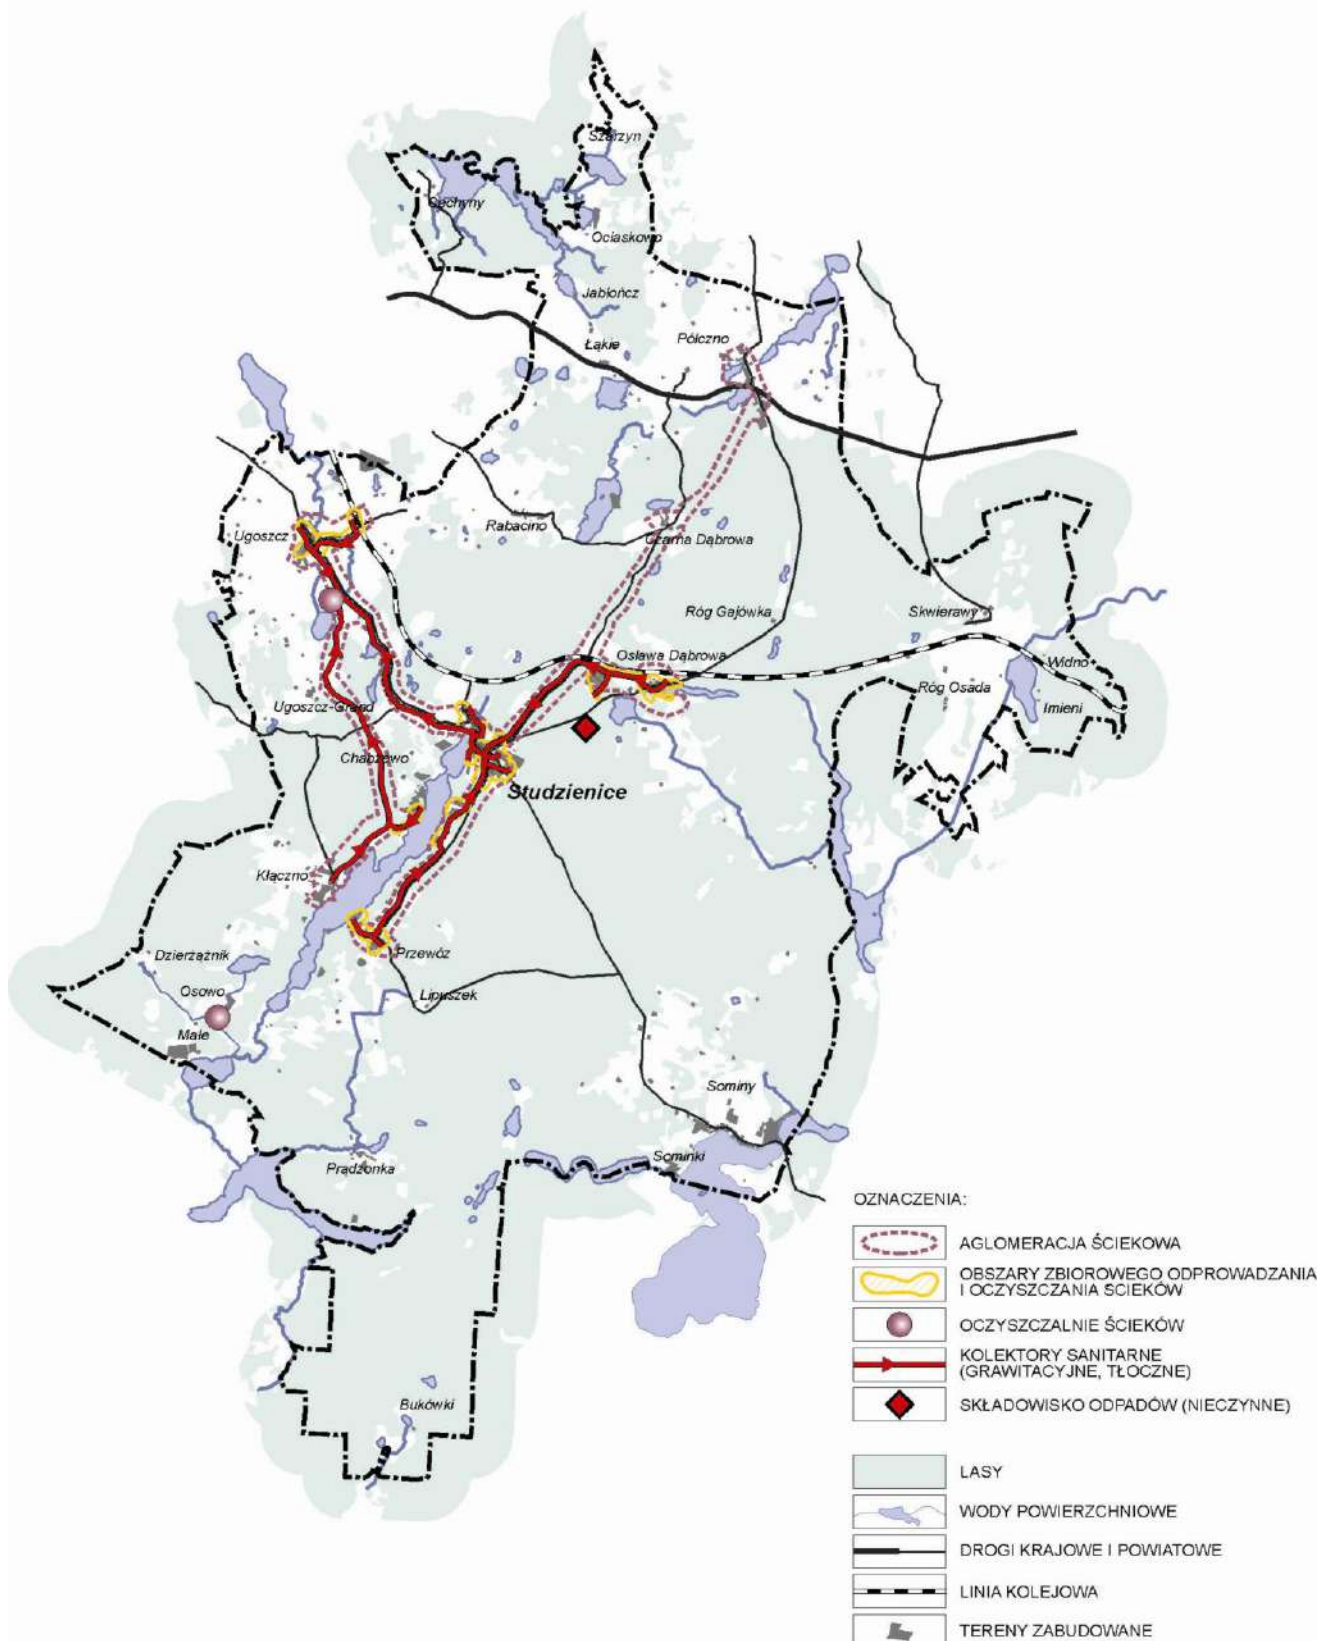 Szarzyn
Cechyny
Ociaskowo
Jabłończ
Półczno
Łąkie
Rabacino
Ugoszcz
Czarna Dąbrowa
Róg Gajówka
Skwierawy
Osława Dąbrowa
Widno
Róg Osada
Ugoszcz-Grand
Imieni
Chabzewo
Studzienice
Kłączno
Przewóz
Dzierzążnik
Osowo
Lipuszek
Małe
Sominy
Sominki
Prądzonka
Bukówki
OZNACZENIA:
AGLOMERACJA ŚCIEKOWA
OBSZARY ZBIOROWEGO ODPROWADZANIA
I OCZYSZCZANIA ŚCIEKÓW
OCZYSZCZALNIE ŚCIEKÓW
KOLEKTORY SANITARNE
(GRAWITACYJNE, TŁOCZNE)
SKŁADOWISKO ODPADÓW (NIECZYNNE)
LASY
WODY POWIERZCHNIOWE
DROGI KRAJOWE I POWIATOWE
LINIA KOLEJOWA
TERENY ZABUDOWANE